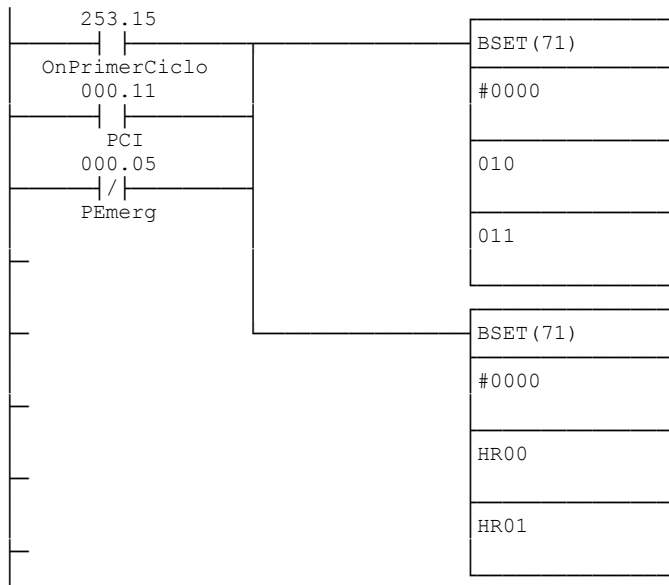 253.15
OnPrimerCiclo
000.11
PCI
000.05
PEmerg
BSET(71)
#0000
010
011
BSET(71)
#0000
HR00
HR01